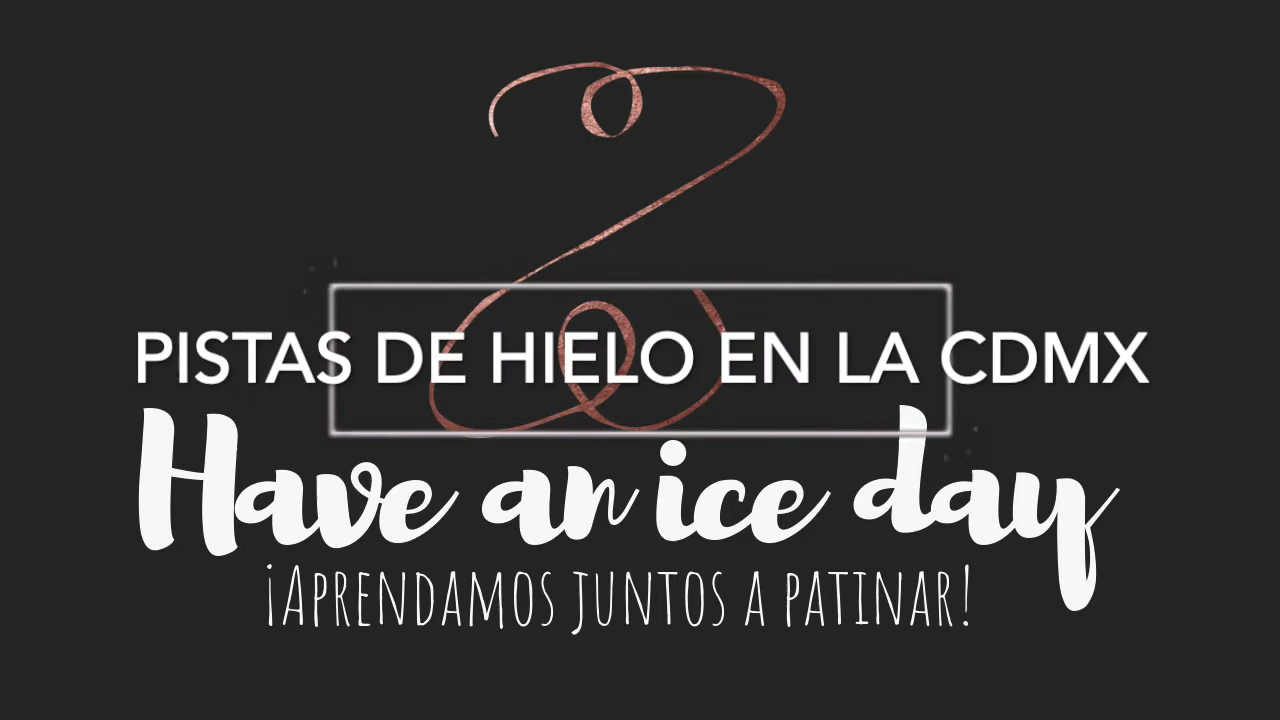 PISTAS DE HIELO EN LA CDMX
Have an ice day
¡APRENDAMOS JUNTOS A PATINAR!